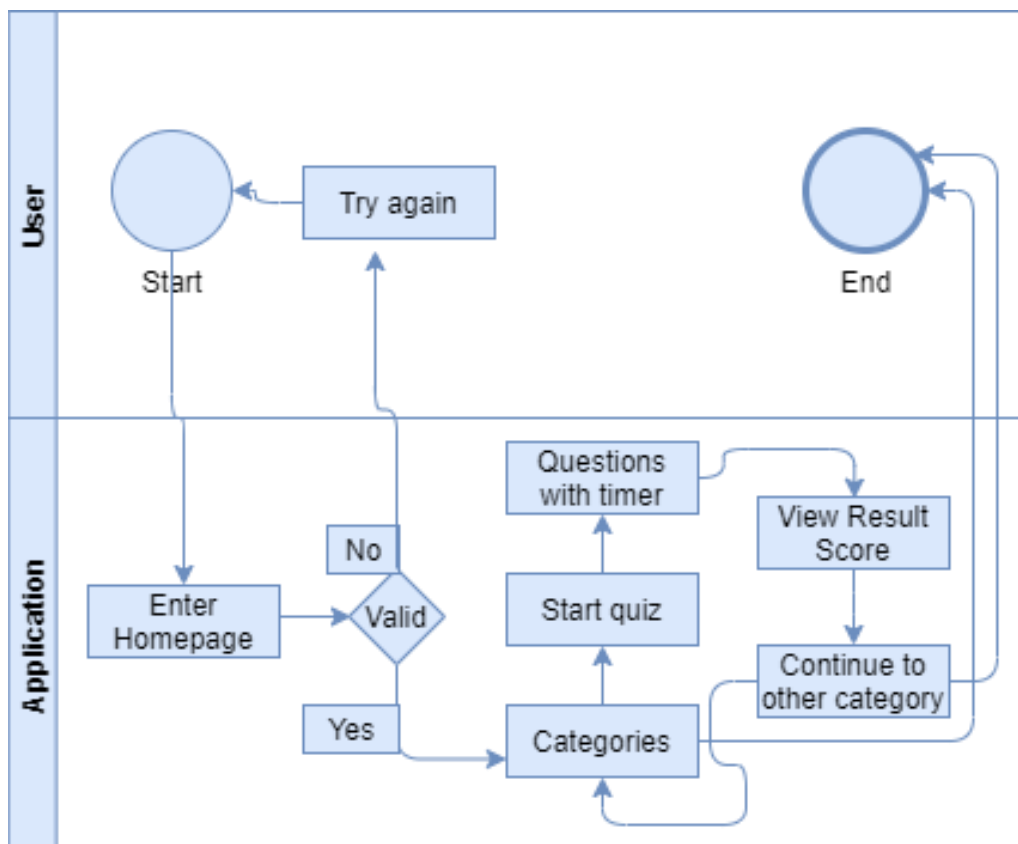 User
Start
Try again
End
Application
Enter
Homepage
No
Valid
Yes
Questions
with timer
Start quiz
Categories
View Result
Score
Continue to
other category